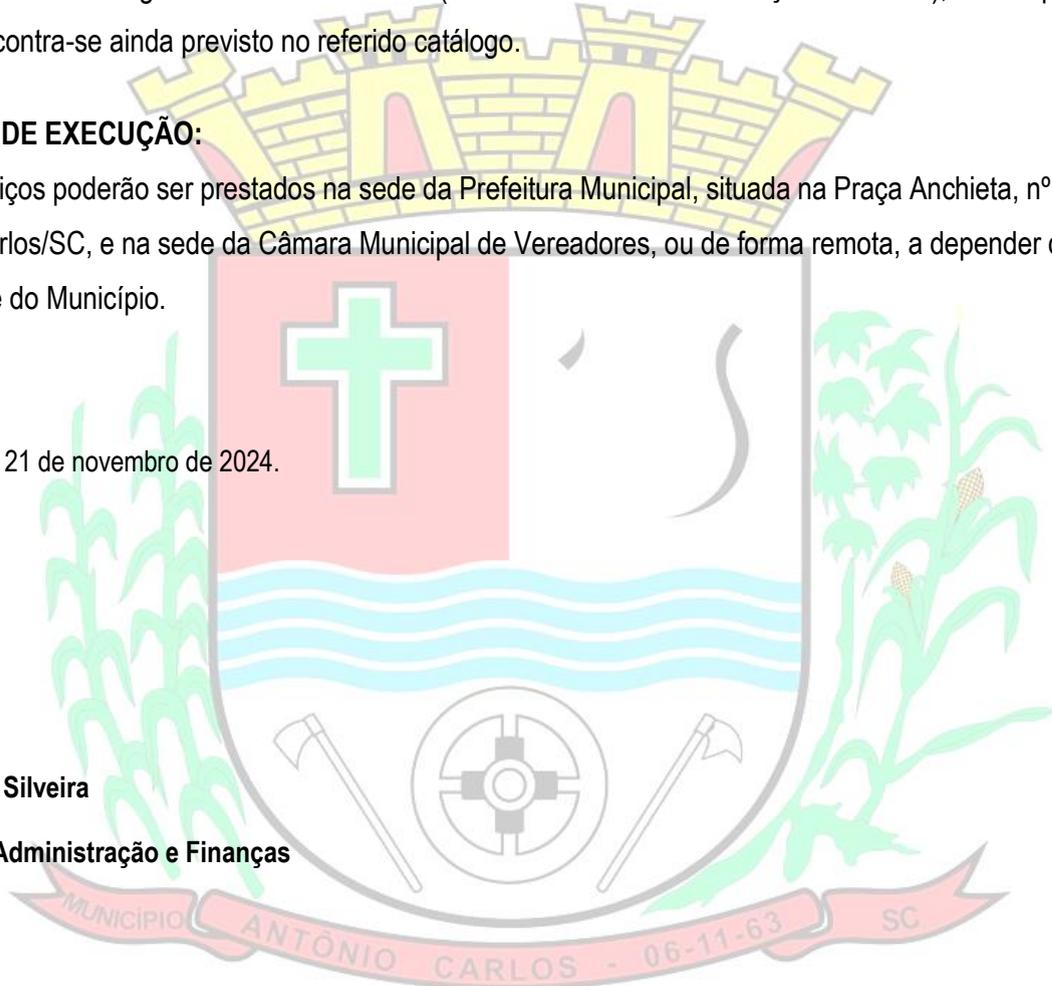 contra-se ainda previsto no referido catálogo.
DE EXECUÇÃO:
iços poderão ser prestados na sede da Prefeitura Municipal, situada na Praça Anchieta, nº
rlos/SC, e na sede da Câmara Municipal de Vereadores, ou de forma remota, a depender
e do Município.
21 de novembro de 2024.
Silveira
Administração e Finanças
MUNICÍPIO ANTÔNIO CARLOS - 06-11-63 SC